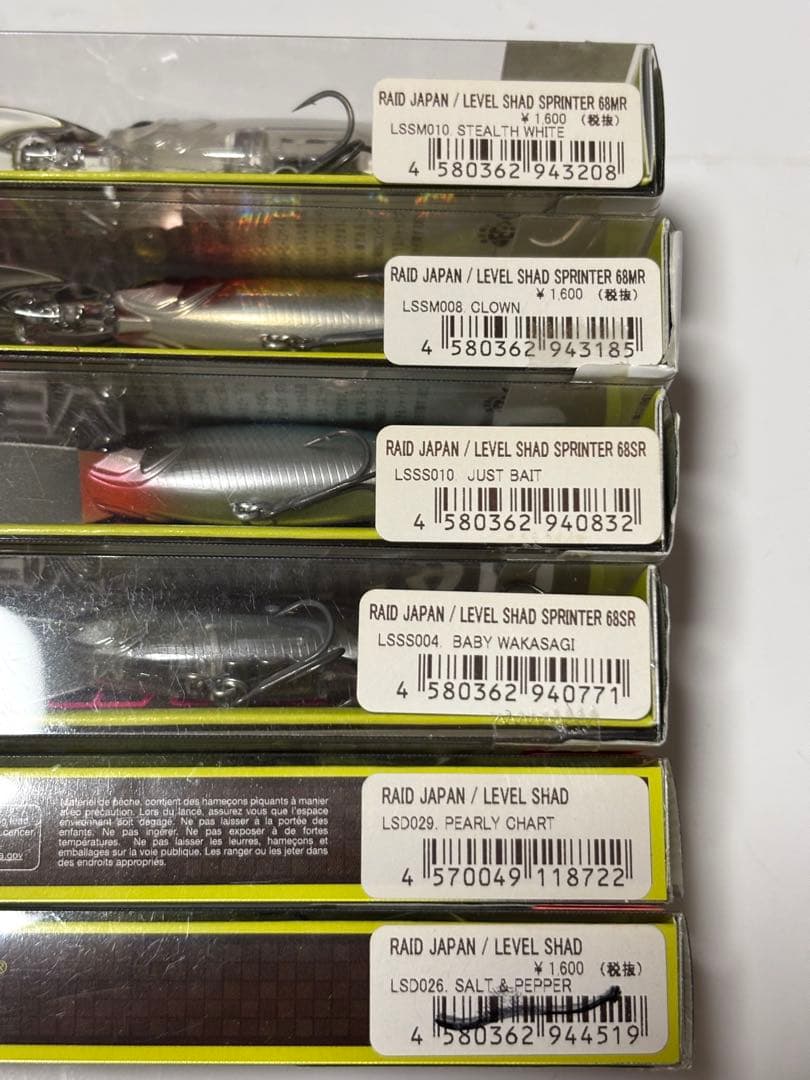 RAID JAPAN / LEVEL SHAD SPRINTER 68MR
¥ 1,600 （税抜）
LSSM010. STEALTH WHITE
4 580362 943208
RAID JAPAN / LEVEL SHAD SPRINTER 68MR
¥ 1,600 （税抜）
LSSM008. CLOWN
4 580362 943185
RAID JAPAN / LEVEL SHAD SPRINTER 68SR
LSSS010. JUST BAIT
4 580362 940832
RAID JAPAN / LEVEL SHAD SPRINTER 68SR
LSSS004. BABY WAKASAGI
4 580362 940771
Matériel de pêche, contient des hameçons piquants à manier
avec précaution. Lors du lancé, assurez vous que l'espace
environnant soit dégagé. Ne pas laisser à la portée des
enfants. Ne pas ingérer. Ne pas exposer à de fortes
températures. Ne pas laisser les leurres, hameçons et
emballages sur la voie publique. Les ranger ou les jeter dans
des endroits appropriés.
lead
cancer
a.gov
RAID JAPAN / LEVEL SHAD
LSD029. PEARLY CHART
4 570049 118722
®
RAID JAPAN / LEVEL SHAD
¥ 1,600 （税抜）
LSD026. SALT & PEPPER
4 580362 944519